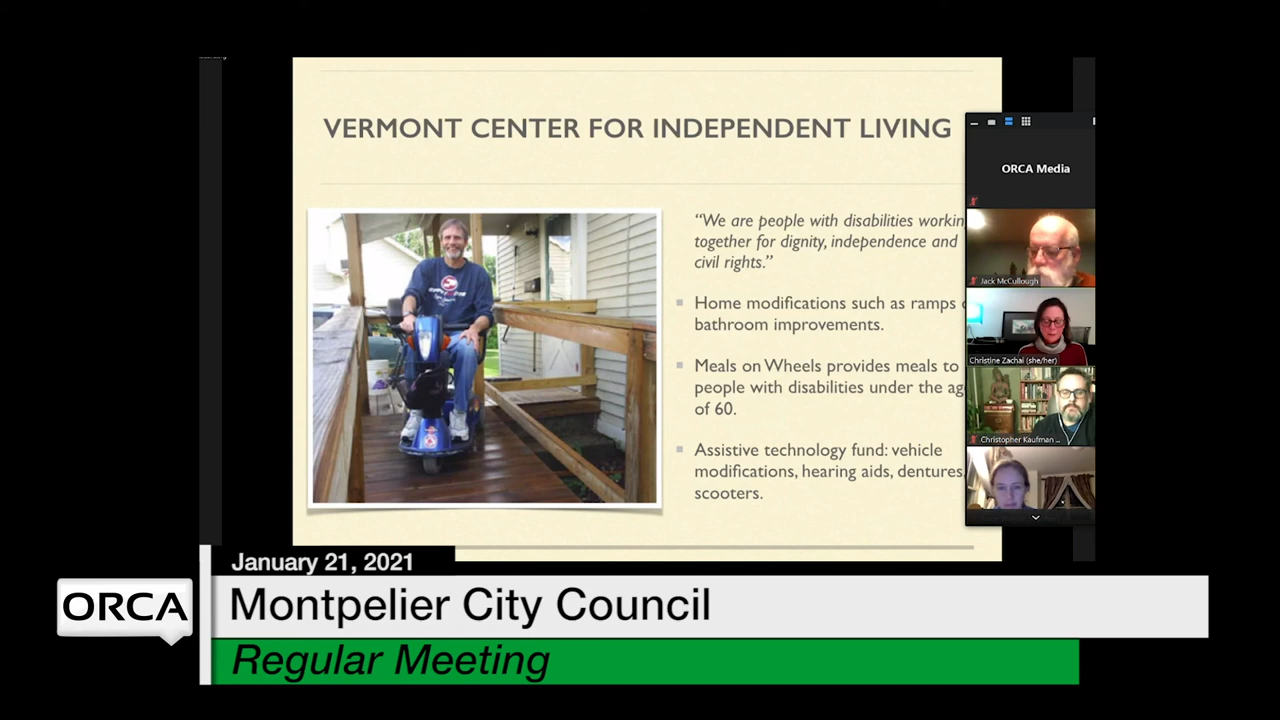 VERMONT CENTER FOR INDEPENDENT LIVING
“We are people with disabilities workin
together for dignity, independence and
civil rights.”
Home modifications such as ramps
bathroom improvements.
Meals on Wheels provides meals to
people with disabilities under the ag
of 60.
Assistive technology fund: vehicle
modifications, hearing aids, dentures,
scooters.
ORCA Media
Jack McCullough
Christine Zachai (she/her)
Christopher Kaufman ...
January 21, 2021
ORCA
Montpelier City Council
Regular Meeting